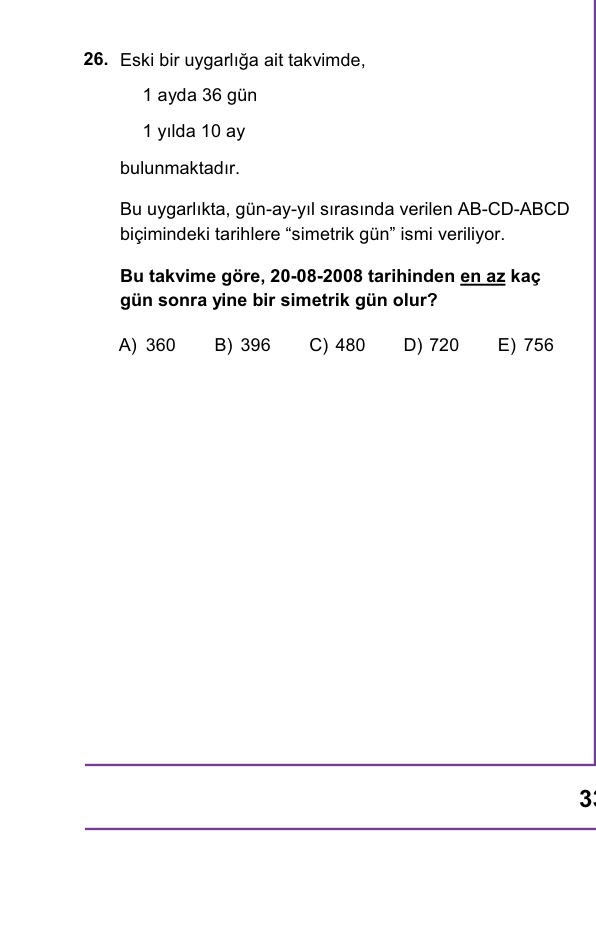 26. Eski bir uygarlığa ait takvimde,
1 ayda 36 gün
1 yılda 10 ay
bulunmaktadır.
Bu uygarlıkta, gün-ay-yıl sırasında verilen AB-CD-ABCD
biçimindeki tarihlere “simetrik gün” ismi veriliyor.
Bu takvime göre, 20-08-2008 tarihinden en az kaç
gün sonra yine bir simetrik gün olur?
A) 360 B) 396 C) 480 D) 720 E) 756